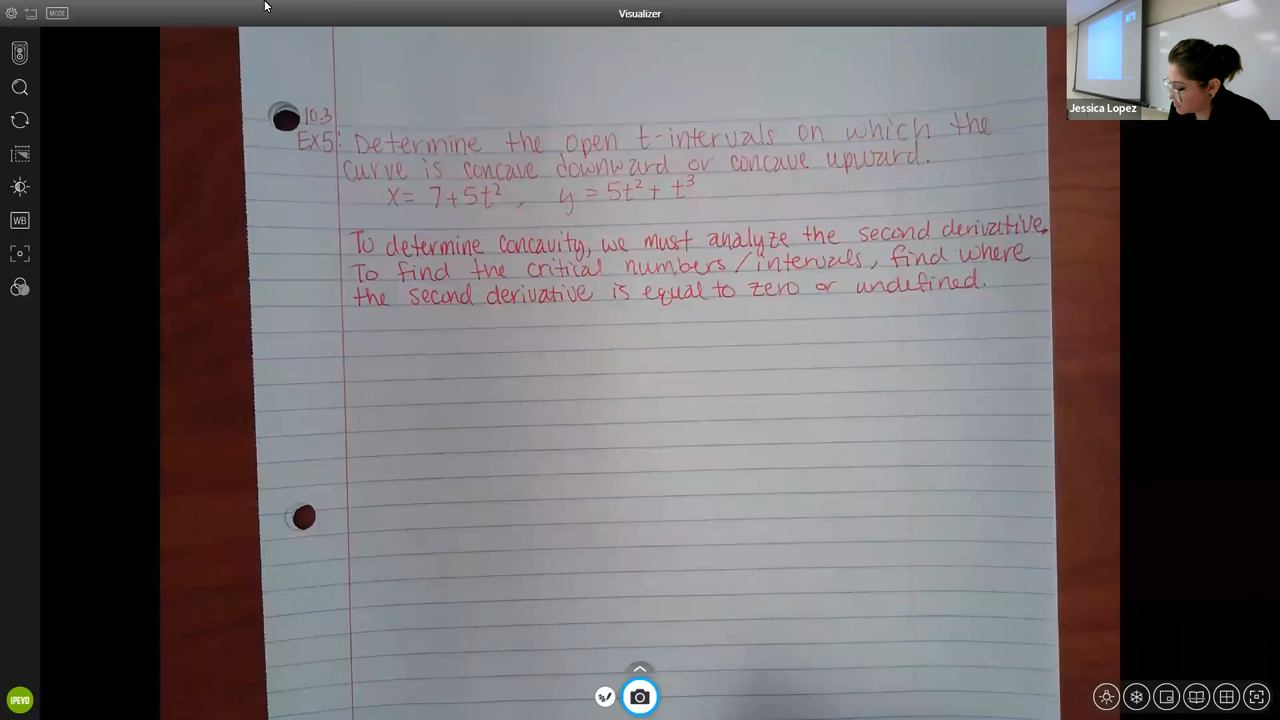 MODE
Visualizer
Jessica Lopez
10.3
Ex5: Determine the open t-intervals on which the
curve is concave downward or concave upward.
x = 7+5t², y = 5t² + t³
To determine concavity, we must analyze the second derivative.
To find the critical numbers/intervals, find where
the second derivative is equal to zero or undefined.
WB
IPEVO